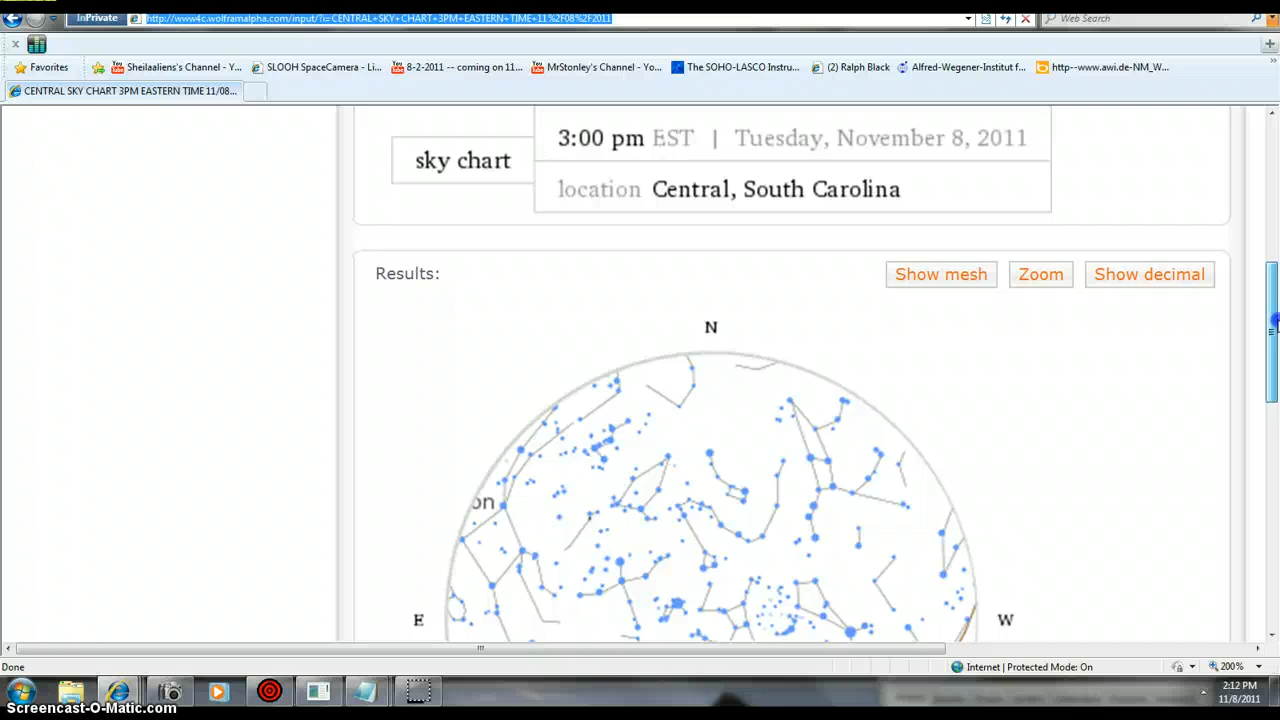 InPrivate http://www4c.wolframalpha.com/input/?i=CENTRAL+SKY+CHART+3PM+EASTERN+TIME+11%2F08%2F2011 Web Search
Favorites Sheilaaliens's Channel - Y... SLOOH SpaceCamera - Li... 8-2-2011 -- coming on 11... MrStonley's Channel - Yo... The SOHO-LASCO Instru... (2) Ralph Black Alfred-Wegener-Institut f... http--www.awi.de-NM_W...
CENTRAL SKY CHART 3PM EASTERN TIME 11/08...
3:00 pm EST | Tuesday, November 8, 2011
sky chart
location Central, South Carolina
Results: Show mesh Zoom Show decimal
N
on
E W
Done Internet | Protected Mode: On 200%
2:12 PM
11/8/2011
Screencast-O-Matic.com